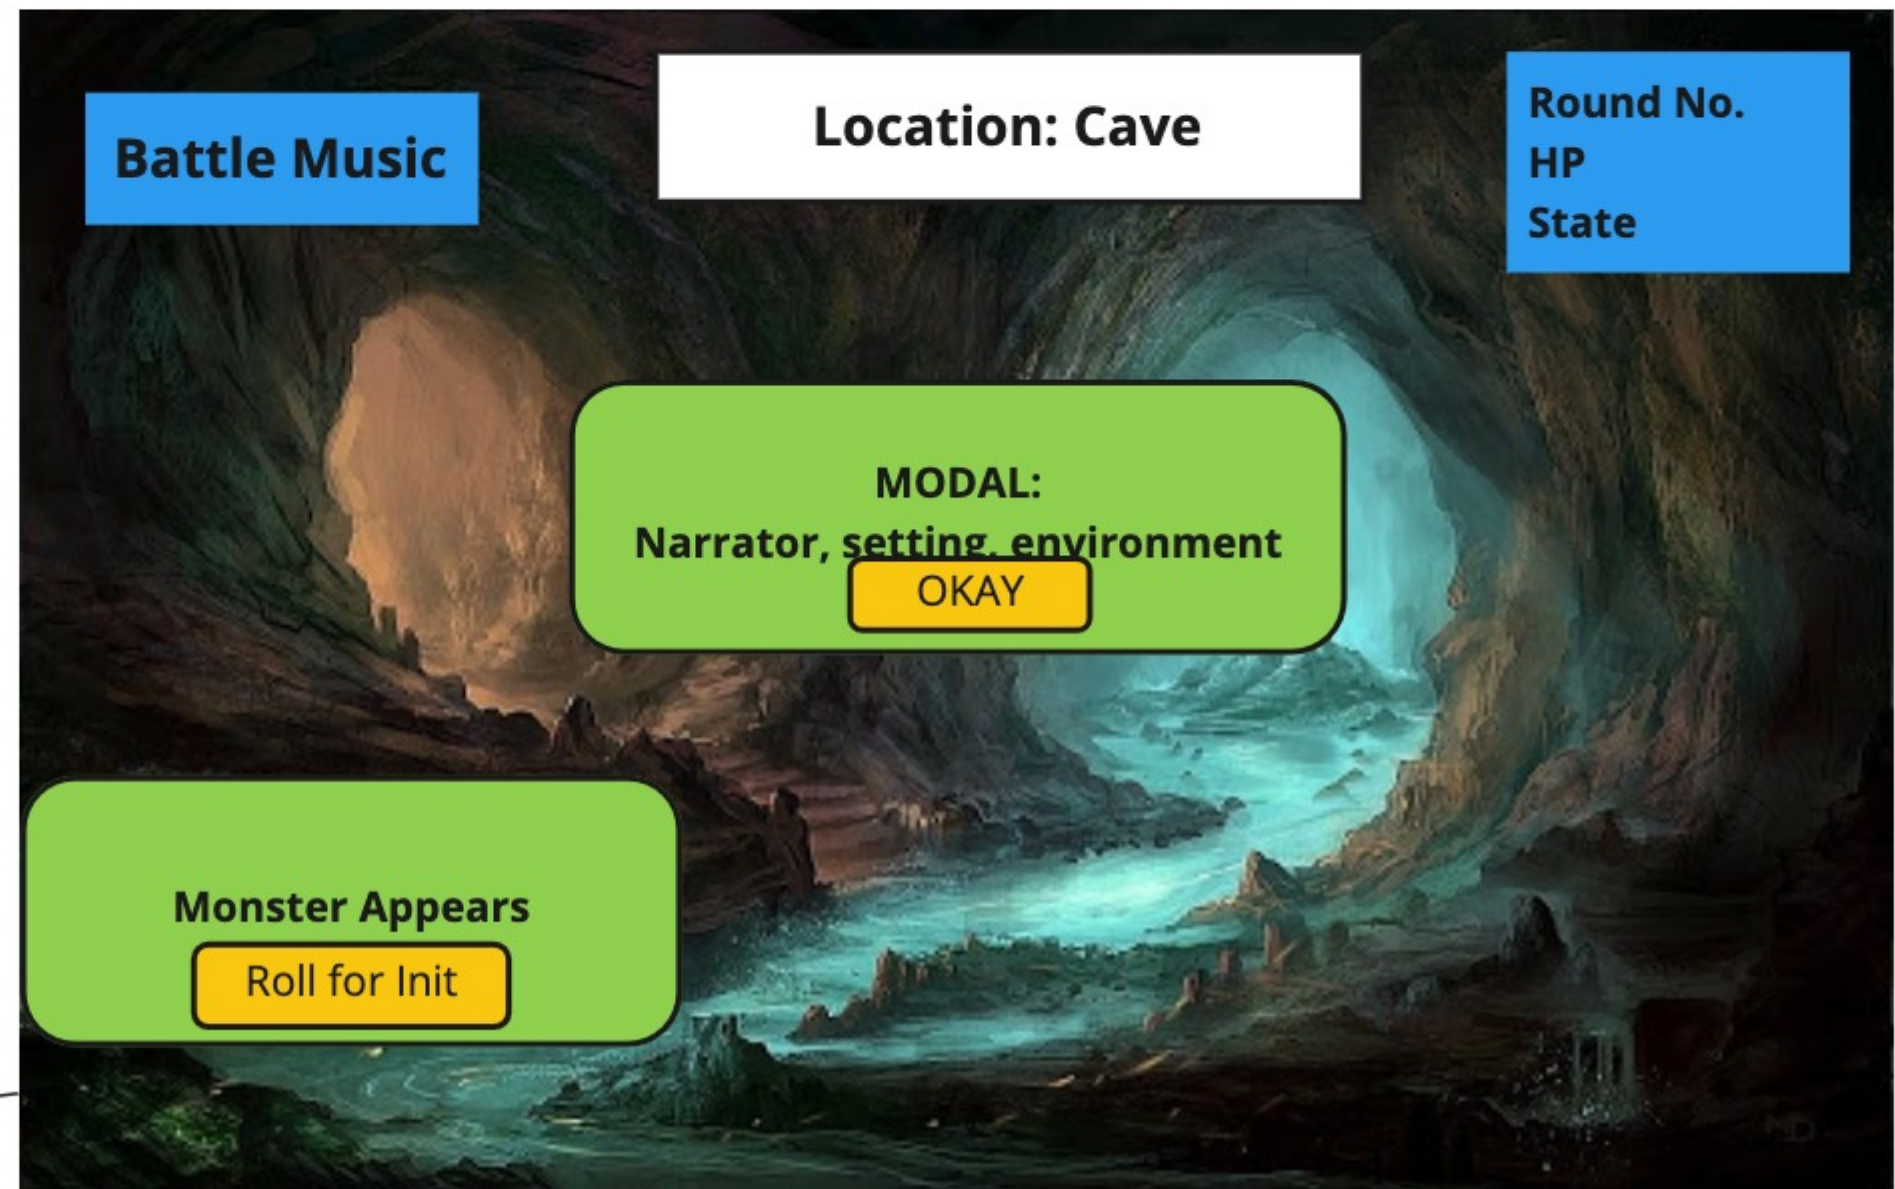 Battle Music
Location: Cave
Round No.
HP
State
MODAL:
Narrator, setting, environment
OKAY
Monster Appears
Roll for Init